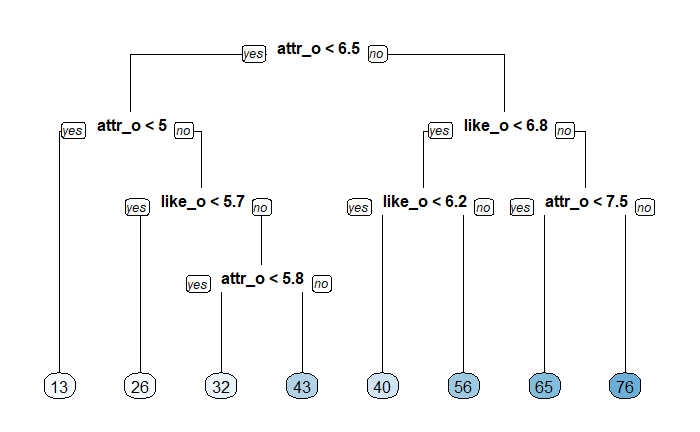 yes attr_o < 6.5 no
yes attr_o < 5 no yes like_o < 6.8 no
yes like_o < 5.7 no yes like_o < 6.2 no yes attr_o < 7.5 no
yes attr_o < 5.8 no
13 26 32 43 40 56 65 76